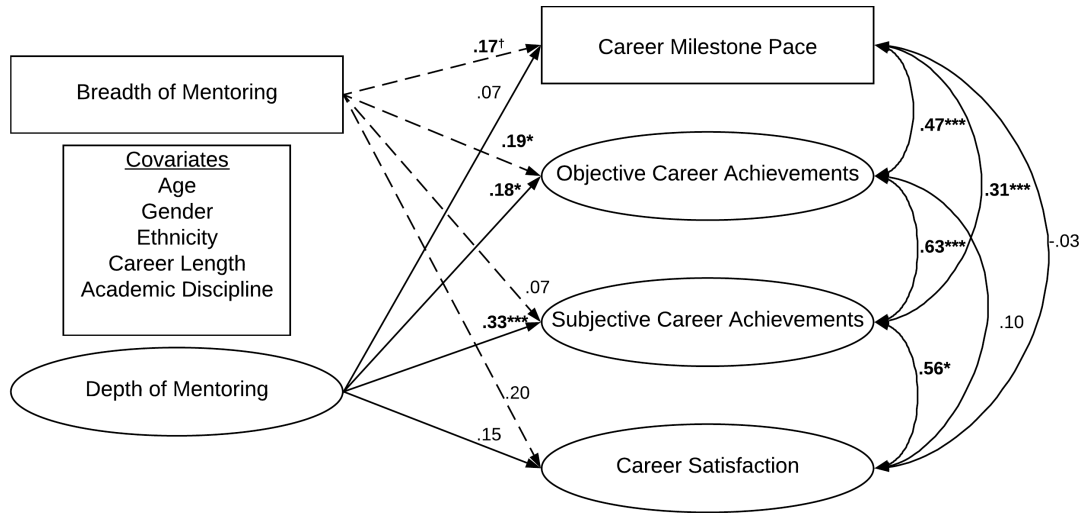 Career Milestone Pace
.17†
Breadth of Mentoring
.07
.47***
.19*
Covariates
Age
Gender
Ethnicity
Career Length
Academic Discipline
Objective Career Achievements
.18*
.31***
.63***
-.03
.07
.33***
Subjective Career Achievements
.10
.56*
Depth of Mentoring
.20
.15
Career Satisfaction